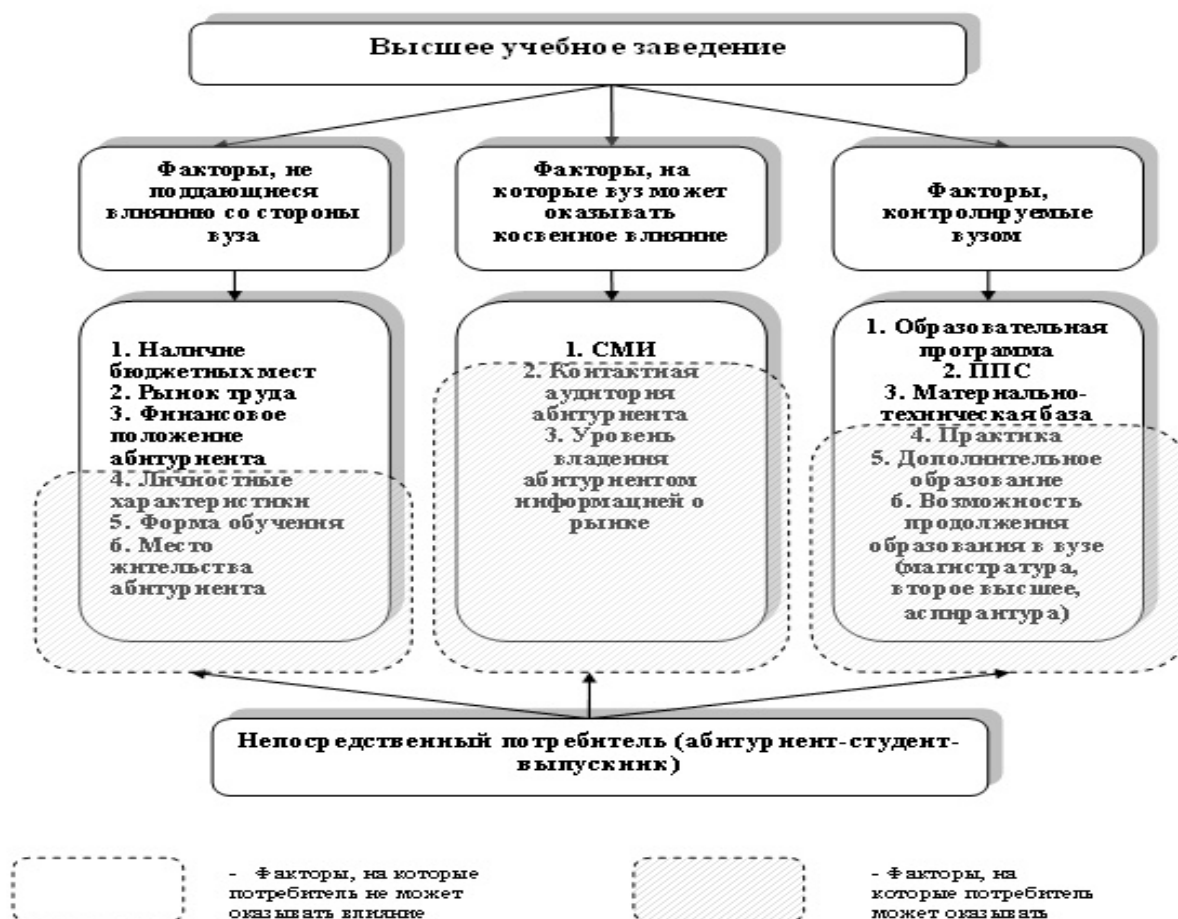 Высшее учебное заведение
Факторы, не
поддающиеся
влиянию со стороны
вуза
Факторы, на
которые вуз может
оказывать
косвенное влияние
Факторы,
контролируемые
вузом
1. Наличие
бюджетных мест
2. Рынок труда
3. Финансовое
положение
абитуриента
4. Личностные
характеристики
5. Форма обучения
6. Место
жительства
абитуриента
1. СМИ
2. Контактная
аудитория
абитуриента
3. Уровень
владения
абитуриентом
информацией о
рынке
1. Образовательная
программа
2. ППС
3. Материально-
техническая база
4. Практика
5. Дополнительное
образование
6. Возможность
продолжения
образования в вузе
(магистратура,
второе высшее,
аспирантура)
Непосредственный потребитель (абитуриент-студент-
выпускник)
- Факторы, на которые
потребитель не может
оказывать влияние
- Факторы, на
которые потребитель
может оказывать